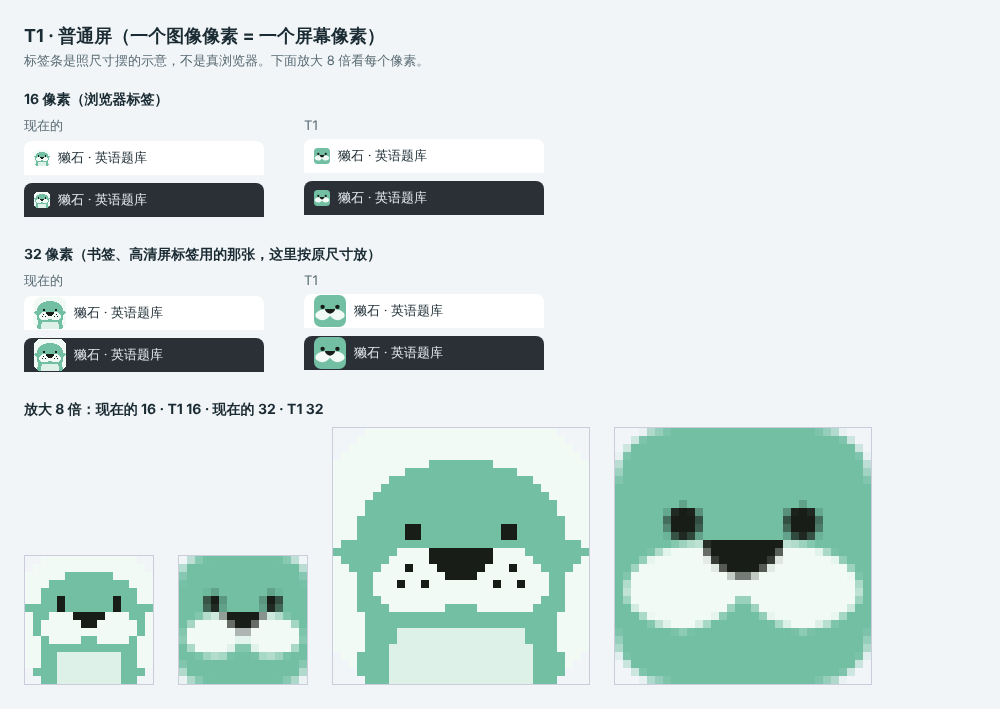 T1 · 普通屏（一个图像像素 = 一个屏幕像素）
标签条是照尺寸摆的示意，不是真浏览器。下面放大 8 倍看每个像素。
16 像素（浏览器标签）
现在的
T1
獭石 · 英语题库
獭石 · 英语题库
獭石 · 英语题库
獭石 · 英语题库
32 像素（书签、高清屏标签用的那张，这里按原尺寸放）
现在的
T1
獭石 · 英语题库
獭石 · 英语题库
獭石 · 英语题库
獭石 · 英语题库
放大 8 倍：现在的 16 · T1 16 · 现在的 32 · T1 32